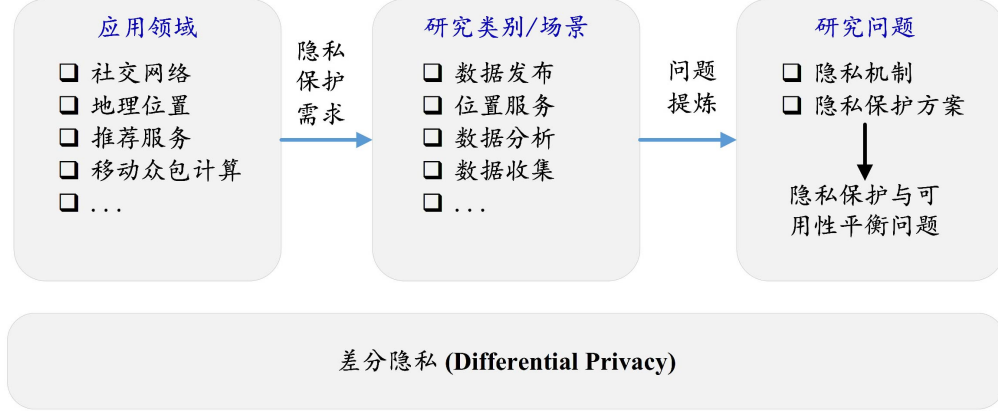 应用领域
❑ 社交网络
❑ 地理位置
❑ 推荐服务
❑ 移动众包计算
❑ ...
隐私
保护
需求
研究类别/场景
❑ 数据发布
❑ 位置服务
❑ 数据分析
❑ 数据收集
❑ ...
问题
提炼
研究问题
❑ 隐私机制
❑ 隐私保护方案
隐私保护与可
用性平衡问题
差分隐私 (Differential Privacy)